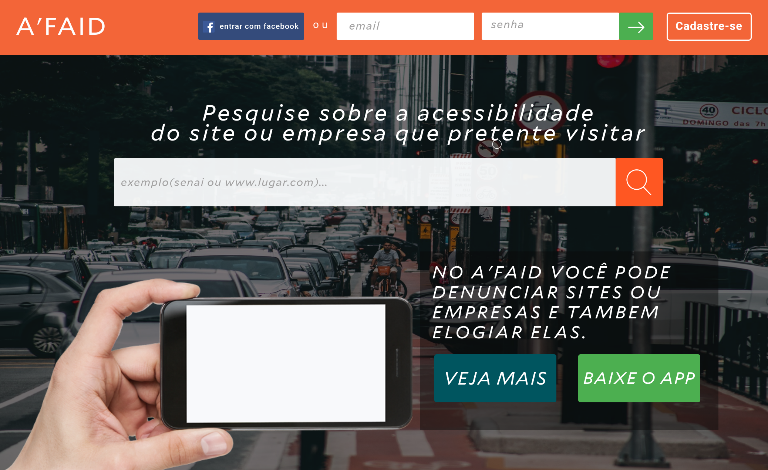 A'FAID
entrar com facebook
ou
email
senha
Cadastre-se
Pesquise sobre a acessibilidade
do site ou empresa que pretente visitar
exemplo(senai ou www.lugar.com)...
40
CICLO
DOMINGO das 7h
NO A'FAID VOCÊ PODE
DENUNCIAR SITES OU
EMPRESAS E TAMBEM
ELOGIAR ELAS.
VEJA MAIS
BAIXE O APP